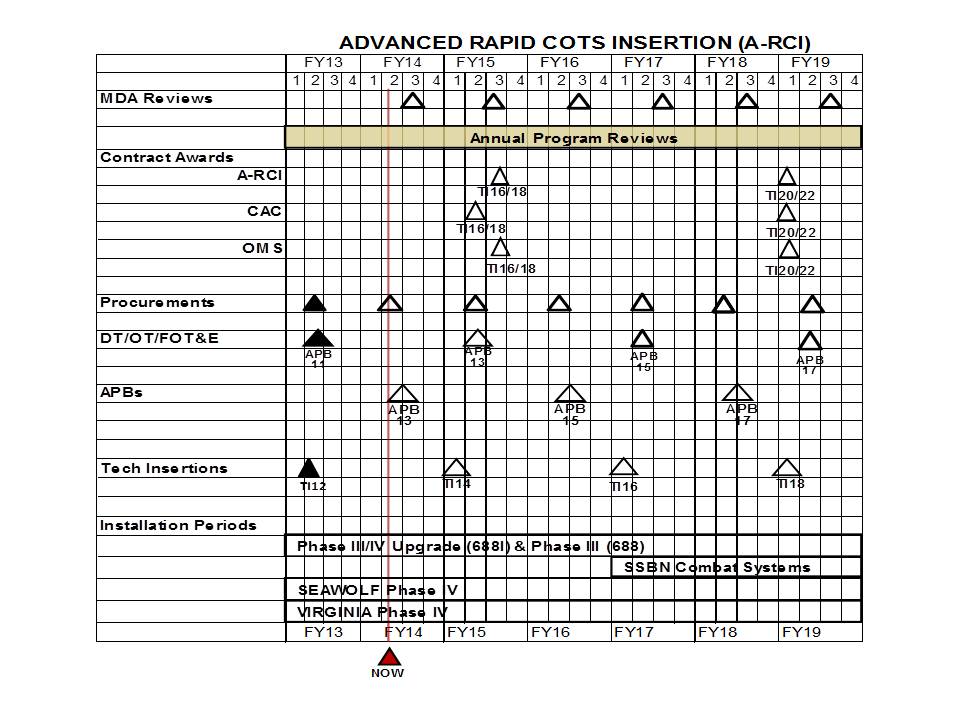 ADVANCED RAPID COTS INSERTION (A-RCI)
FY13 FY14 FY15 FY16 FY17 FY18 FY19
1 2 3 4 1 2 3 4 1 2 3 4 1 2 3 4 1 2 3 4 1 2 3 4 1 2 3 4
MDA Reviews
Annual Program Reviews
Contract Awards
A-RCI
TI16/18 TI20/22
CAC
TI16/18 TI20/22
OMS
TI16/18 TI20/22
Procurements
DT/OT/FOT&E
APB APB APB APB
11 13 15 17
APBs
APB APB APB
13 15 17
Tech Insertions
TI12 TI14 TI16 TI18
Installation Periods
Phase III/IV Upgrade (688I) & Phase III (688)
SSBN Combat Systems
SEAWOLF Phase V
VIRGINIA Phase IV
FY13 FY14 FY15 FY16 FY17 FY18 FY19
NOW